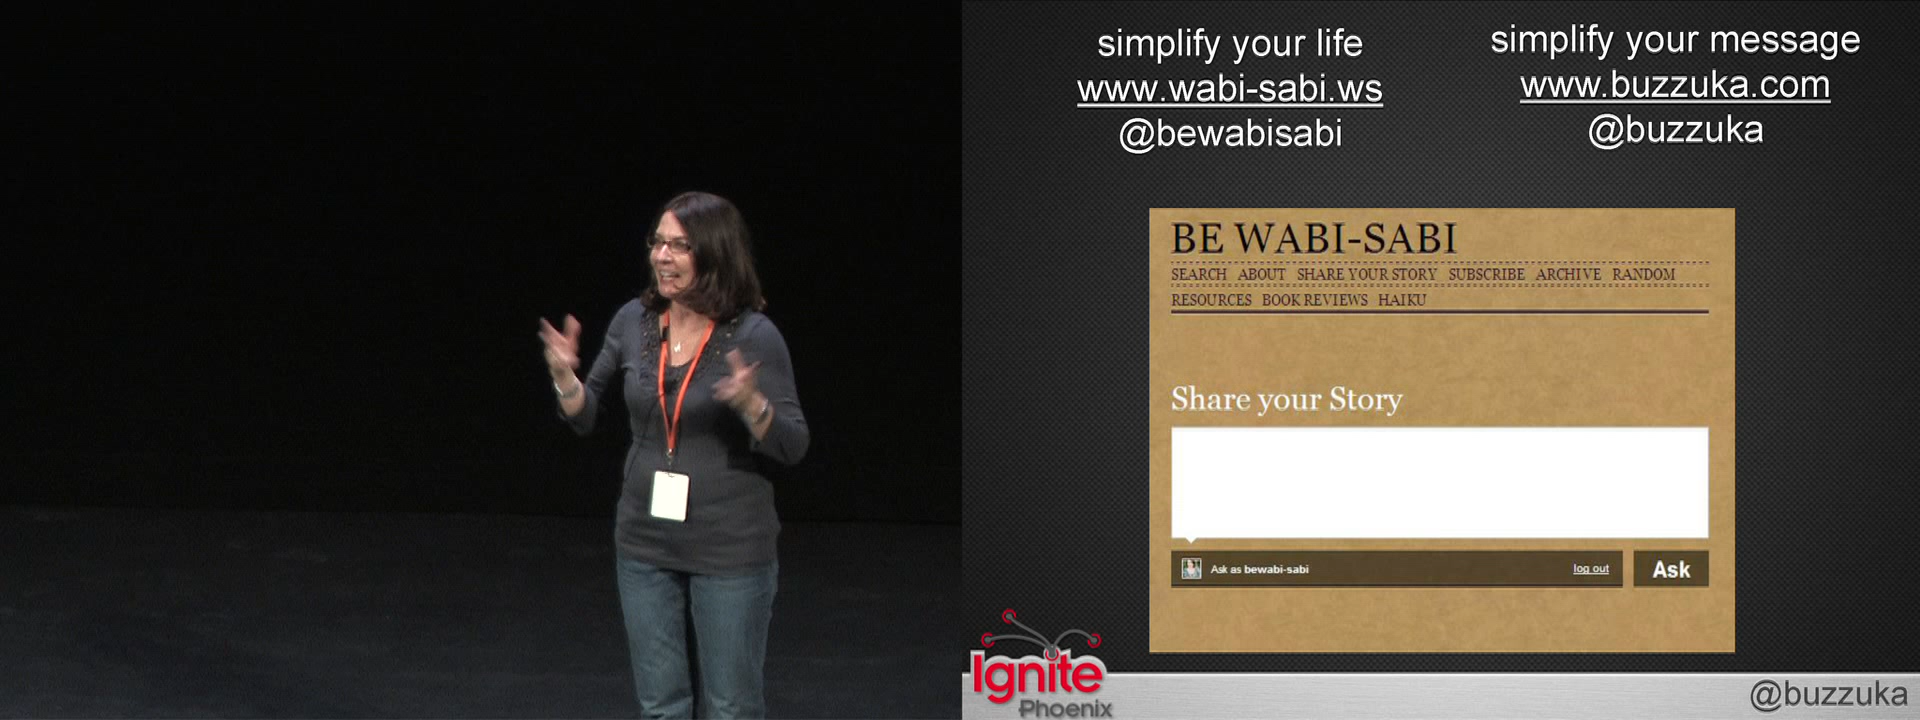 simplify your life
www.wabi-sabi.ws
@bewabisabi
simplify your message
www.buzzuka.com
@buzzuka
BE WABI-SABI
SEARCH ABOUT SHARE YOUR STORY SUBSCRIBE ARCHIVE RANDOM
RESOURCES BOOK REVIEWS HAIKU
Share your Story
Ask as bewabi-sabi
log out
Ask
Ignite
Phoenix
@buzzuka